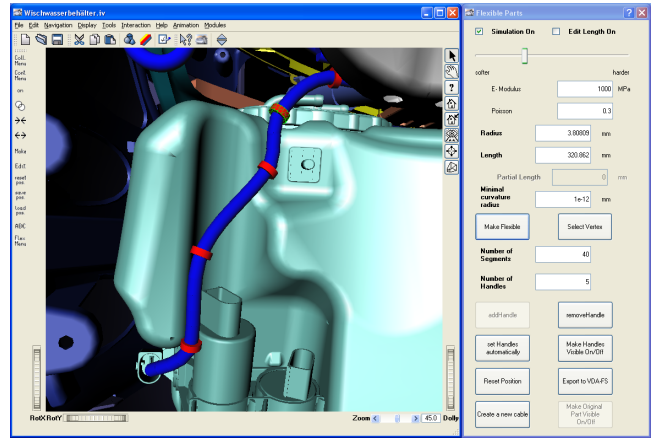 Wischwasserbehälter.iv
File Edit Navigation Display Tools Interaction Help Animation Modules
Coll.
Menu
Cont.
Menu
on
Make
Edit
reset
pos.
save
pos.
load
pos.
ABC
Flex
Menu
RotX RotY
Zoom
45.0
Dolly
Flexible Parts
Simulation On
Edit Length On
softer
harder
E-Modulus 1000 MPa
Poisson 0.3
Radius 3.80809 mm
Length 320.862 mm
Partial Length 0 mm
Minimal
curvature
radius
1e-12 mm
Make Flexible
Select Vertex
Number of
Segments
40
Number of
Handles
5
addHandle
removeHandle
set Handles
automatically
Make Handles
Visible On/Off
Reset Position
Export to VDA-FS
Create a new cable
Make Original
Part Visible
On/Off